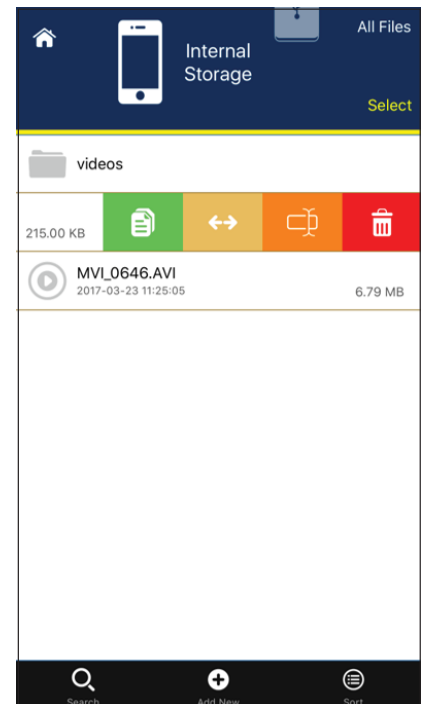 All Files
Internal
Storage
Select
videos
215.00 KB
MVI_0646.AVI
2017-03-23 11:25:05
6.79 MB
Search
Add New
Sort